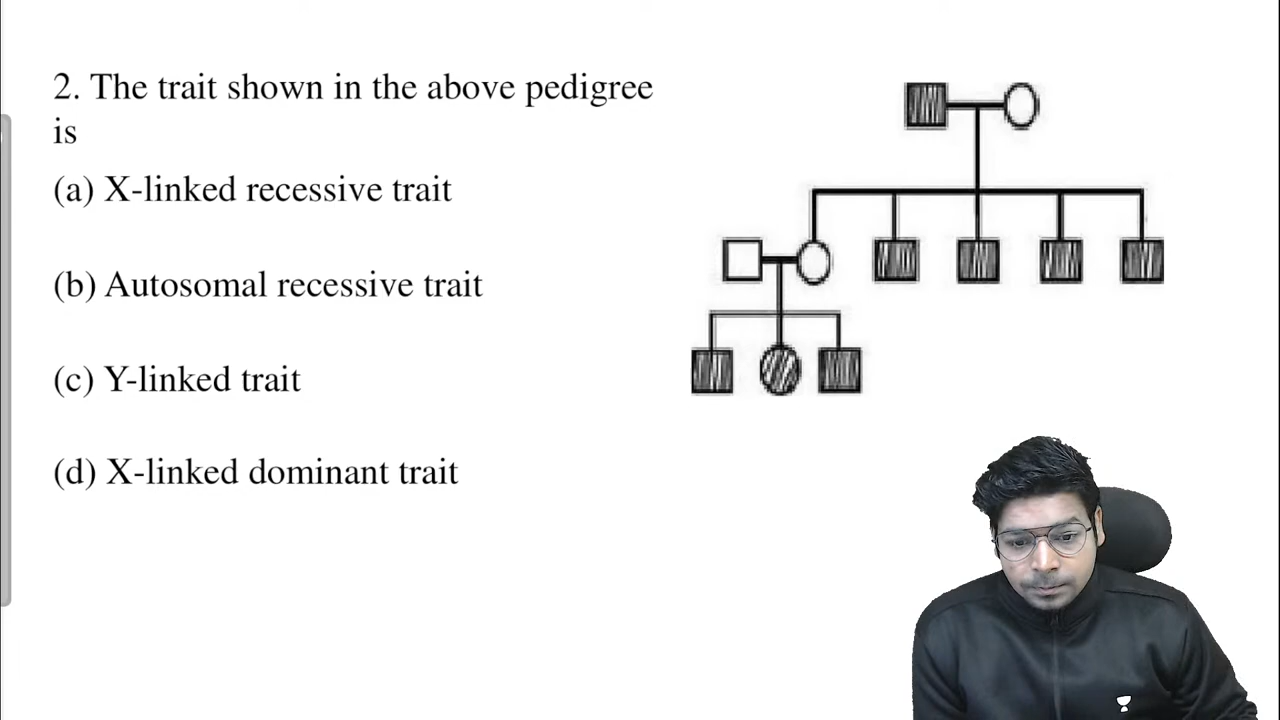 2. The trait shown in the above pedigree
is
(a) X-linked recessive trait
(b) Autosomal recessive trait
(c) Y-linked trait
(d) X-linked dominant trait